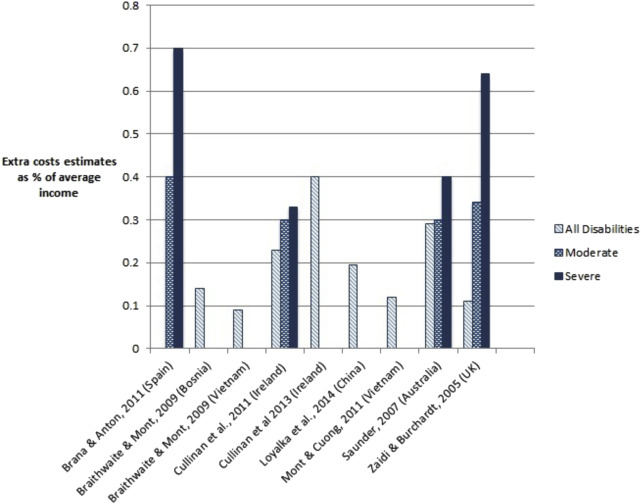 0.8
0.7
0.6
0.5
0.4
0.3
0.2
0.1
0
Extra costs estimates
as % of average
income
All Disabilities
Moderate
Severe
Brana & Anton, 2011 (Spain)
Braithwaite & Mont, 2009 (Bosnia)
Braithwaite & Mont, 2009 (Vietnam)
Cullinan et al., 2011 (Ireland)
Cullinan et al 2013 (Ireland)
Loyalka et al., 2014 (China)
Mont & Cuong, 2011 (Vietnam)
Saunder, 2007 (Australia)
Zaidi & Burchardt, 2005 (UK)